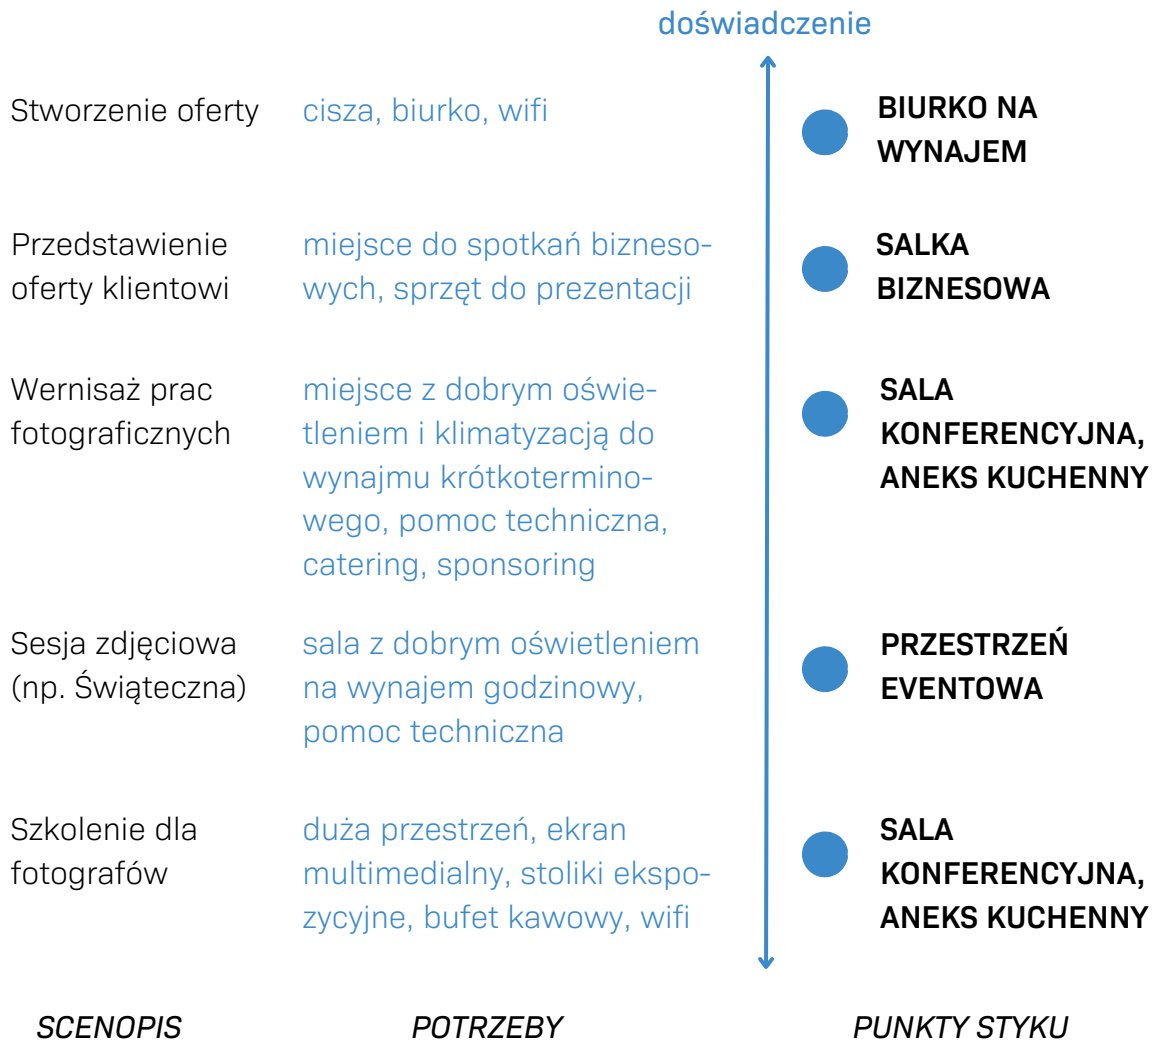 doświadczenie
Stworzenie oferty
cisza, biurko, wifi
BIURKO NA
WYNAJEM
Przedstawienie
oferty klientowi
miejsce do spotkań bizneso-
wych, sprzęt do prezentacji
SALKA
BIZNESOWA
Wernisaż prac
fotograficznych
miejsce z dobrym oświe-
tleniem i klimatyzacją do
wynajmu krótkotermino-
wego, pomoc techniczna,
catering, sponsoring
SALA
KONFERENCYJNA,
ANEKS KUCHENNY
Sesja zdjęciowa
(np. Świąteczna)
sala z dobrym oświetleniem
na wynajem godzinowy,
pomoc techniczna
PRZESTRZEŃ
EVENTOWA
Szkolenie dla
fotografów
duża przestrzeń, ekran
multimedialny, stoliki ekspo-
zycyjne, bufet kawowy, wifi
SALA
KONFERENCYJNA,
ANEKS KUCHENNY
SCENOPIS
POTRZEBY
PUNKTY STYKU